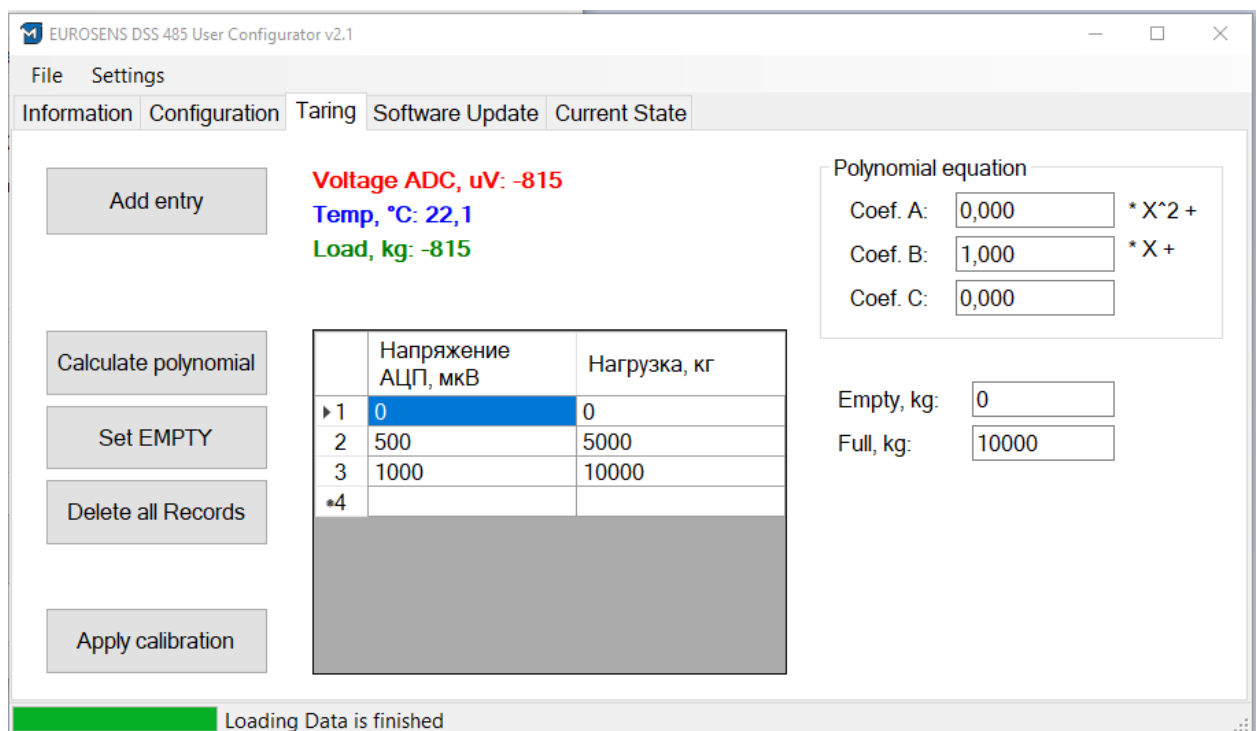 EUROSENS DSS 485 User Configurator v2.1
File Settings
Information Configuration Taring Software Update Current State
Add entry
Voltage ADC, uV: -815
Temp, °C: 22,1
Load, kg: -815
Polynomial equation
Coef. A: 0,000 * X^2 +
Coef. B: 1,000 * X +
Coef. C: 0,000
Calculate polynomial
Set EMPTY
Delete all Records
Apply calibration
Напряжение
АЦП, мкВ
Нагрузка, кг
1 0 0
2 500 5000
3 1000 10000
*4
Empty, kg: 0
Full, kg: 10000
Loading Data is finished